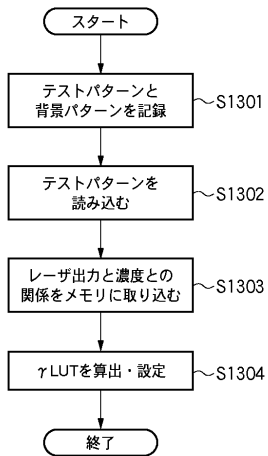 スタート
テストパターンと
背景パターンを記録
S1301
テストパターンを
読み込む
S1302
レーザ出力と濃度との
関係をメモリに取り込む
S1303
γLUTを算出・設定
S1304
終了